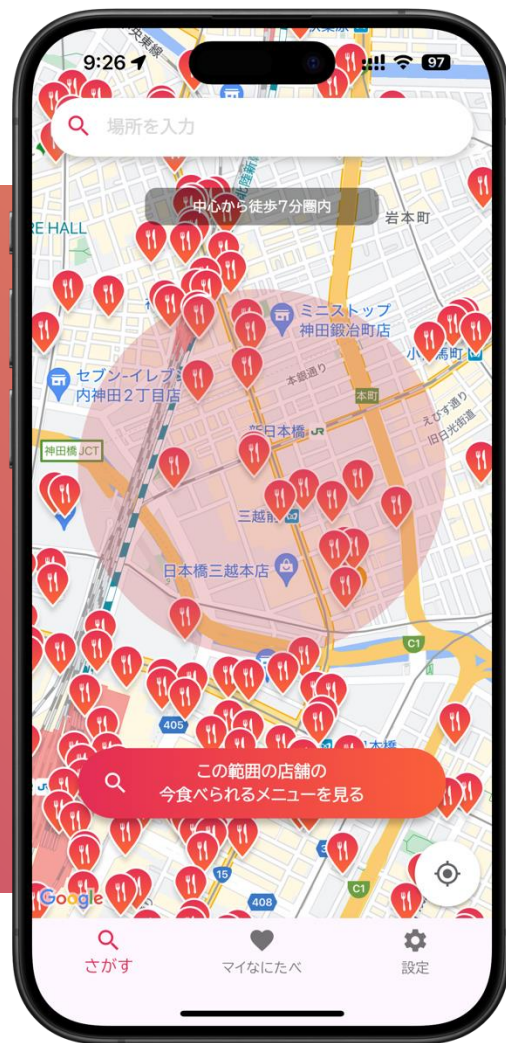 9:26
97
場所を入力
中心から徒歩7分圏内
岩本町
RE HALL
ミニストップ
神田鍛冶町店
セブン-イレブ
内神田2丁目店
本銀行通り
本町
えびす通り
旧日光街道
新日本橋 JR
神田橋JCT
三越前
日本橋三越本店
C1
405
この範囲の店舗の
今食べられるメニューを見る
15
408
C1
Google
さがす
マイなにたべ
設定